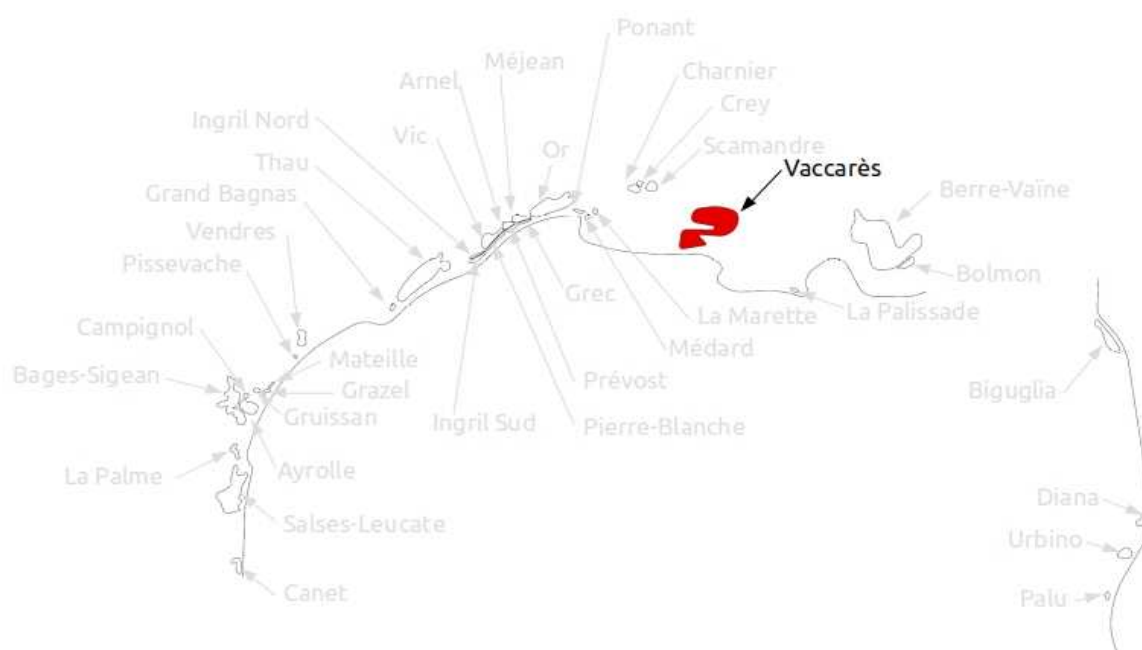 Ponant
Méjean
Charnier
Arnel
Crey
Ingril Nord
Vic
Or
Scamandre
Thau
Vaccarès
Grand Bagnas
Berre-Vaïne
Vendres
Pissevache
Bolmon
Grec
La Palissade
Campignol
La Marette
Médard
Mateille
Bages-Sigean
Prévost
Grazel
Biguglia
Gruissan
Ingril Sud
Pierre-Blanche
Ayrolle
La Palme
Diana
Salses-Leucate
Urbino
Canet
Palu